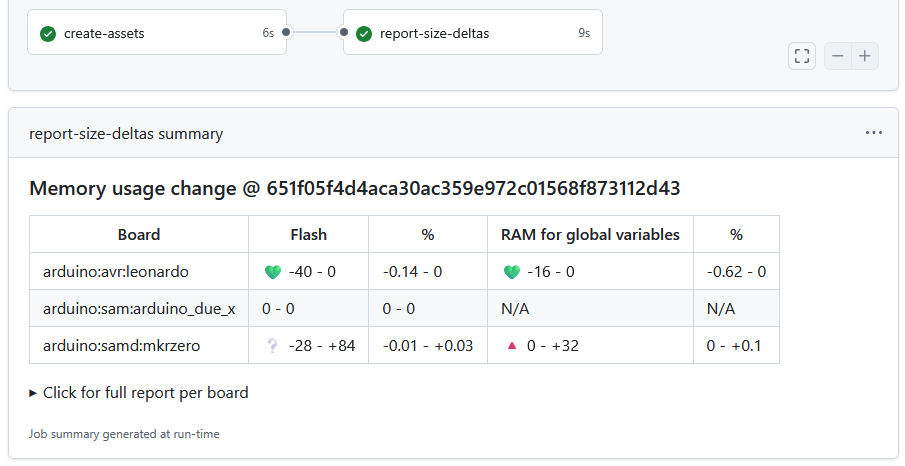 create-assets 6s report-size-deltas 9s
report-size-deltas summary
Memory usage change @ 651f05f4d4aca30ac359e972c01568f873112d43
Board Flash % RAM for global variables %
arduino:avr:leonardo 💚 -40 - 0 -0.14 - 0 💚 -16 - 0 -0.62 - 0
arduino:sam:arduino_due_x 0 - 0 0 - 0 N/A N/A
arduino:samd:mkrzero ❔ -28 - +84 -0.01 - +0.03 🔺 0 - +32 0 - +0.1
Click for full report per board
Job summary generated at run-time